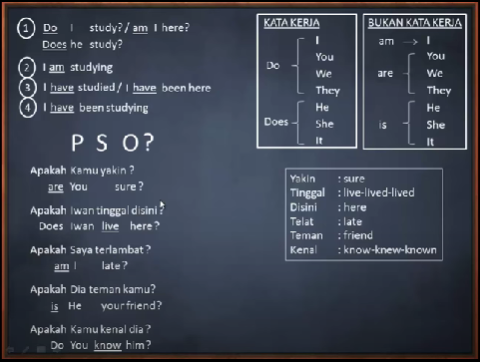 1 Do I study? / am I here?
Does he study?
2 I am studying
3 I have studied / I have been here
4 I have been studying
P S O?
Apakah Kamu yakin ?
are You sure ?
Apakah Iwan tinggal disini ?
Does Iwan live here ?
Apakah Saya terlambat ?
am I late ?
Apakah Dia teman kamu?
is He your friend ?
Apakah Kamu kenal dia ?
Do You know him ?
KATA KERJA
Do
I
You
We
They
Does
He
She
It
BUKAN KATA KERJA
am → I
are
You
We
They
is
He
She
It
Yakin : sure
Tinggal : live-lived-lived
Disini : here
Telat : late
Teman : friend
Kenal : know-knew-known